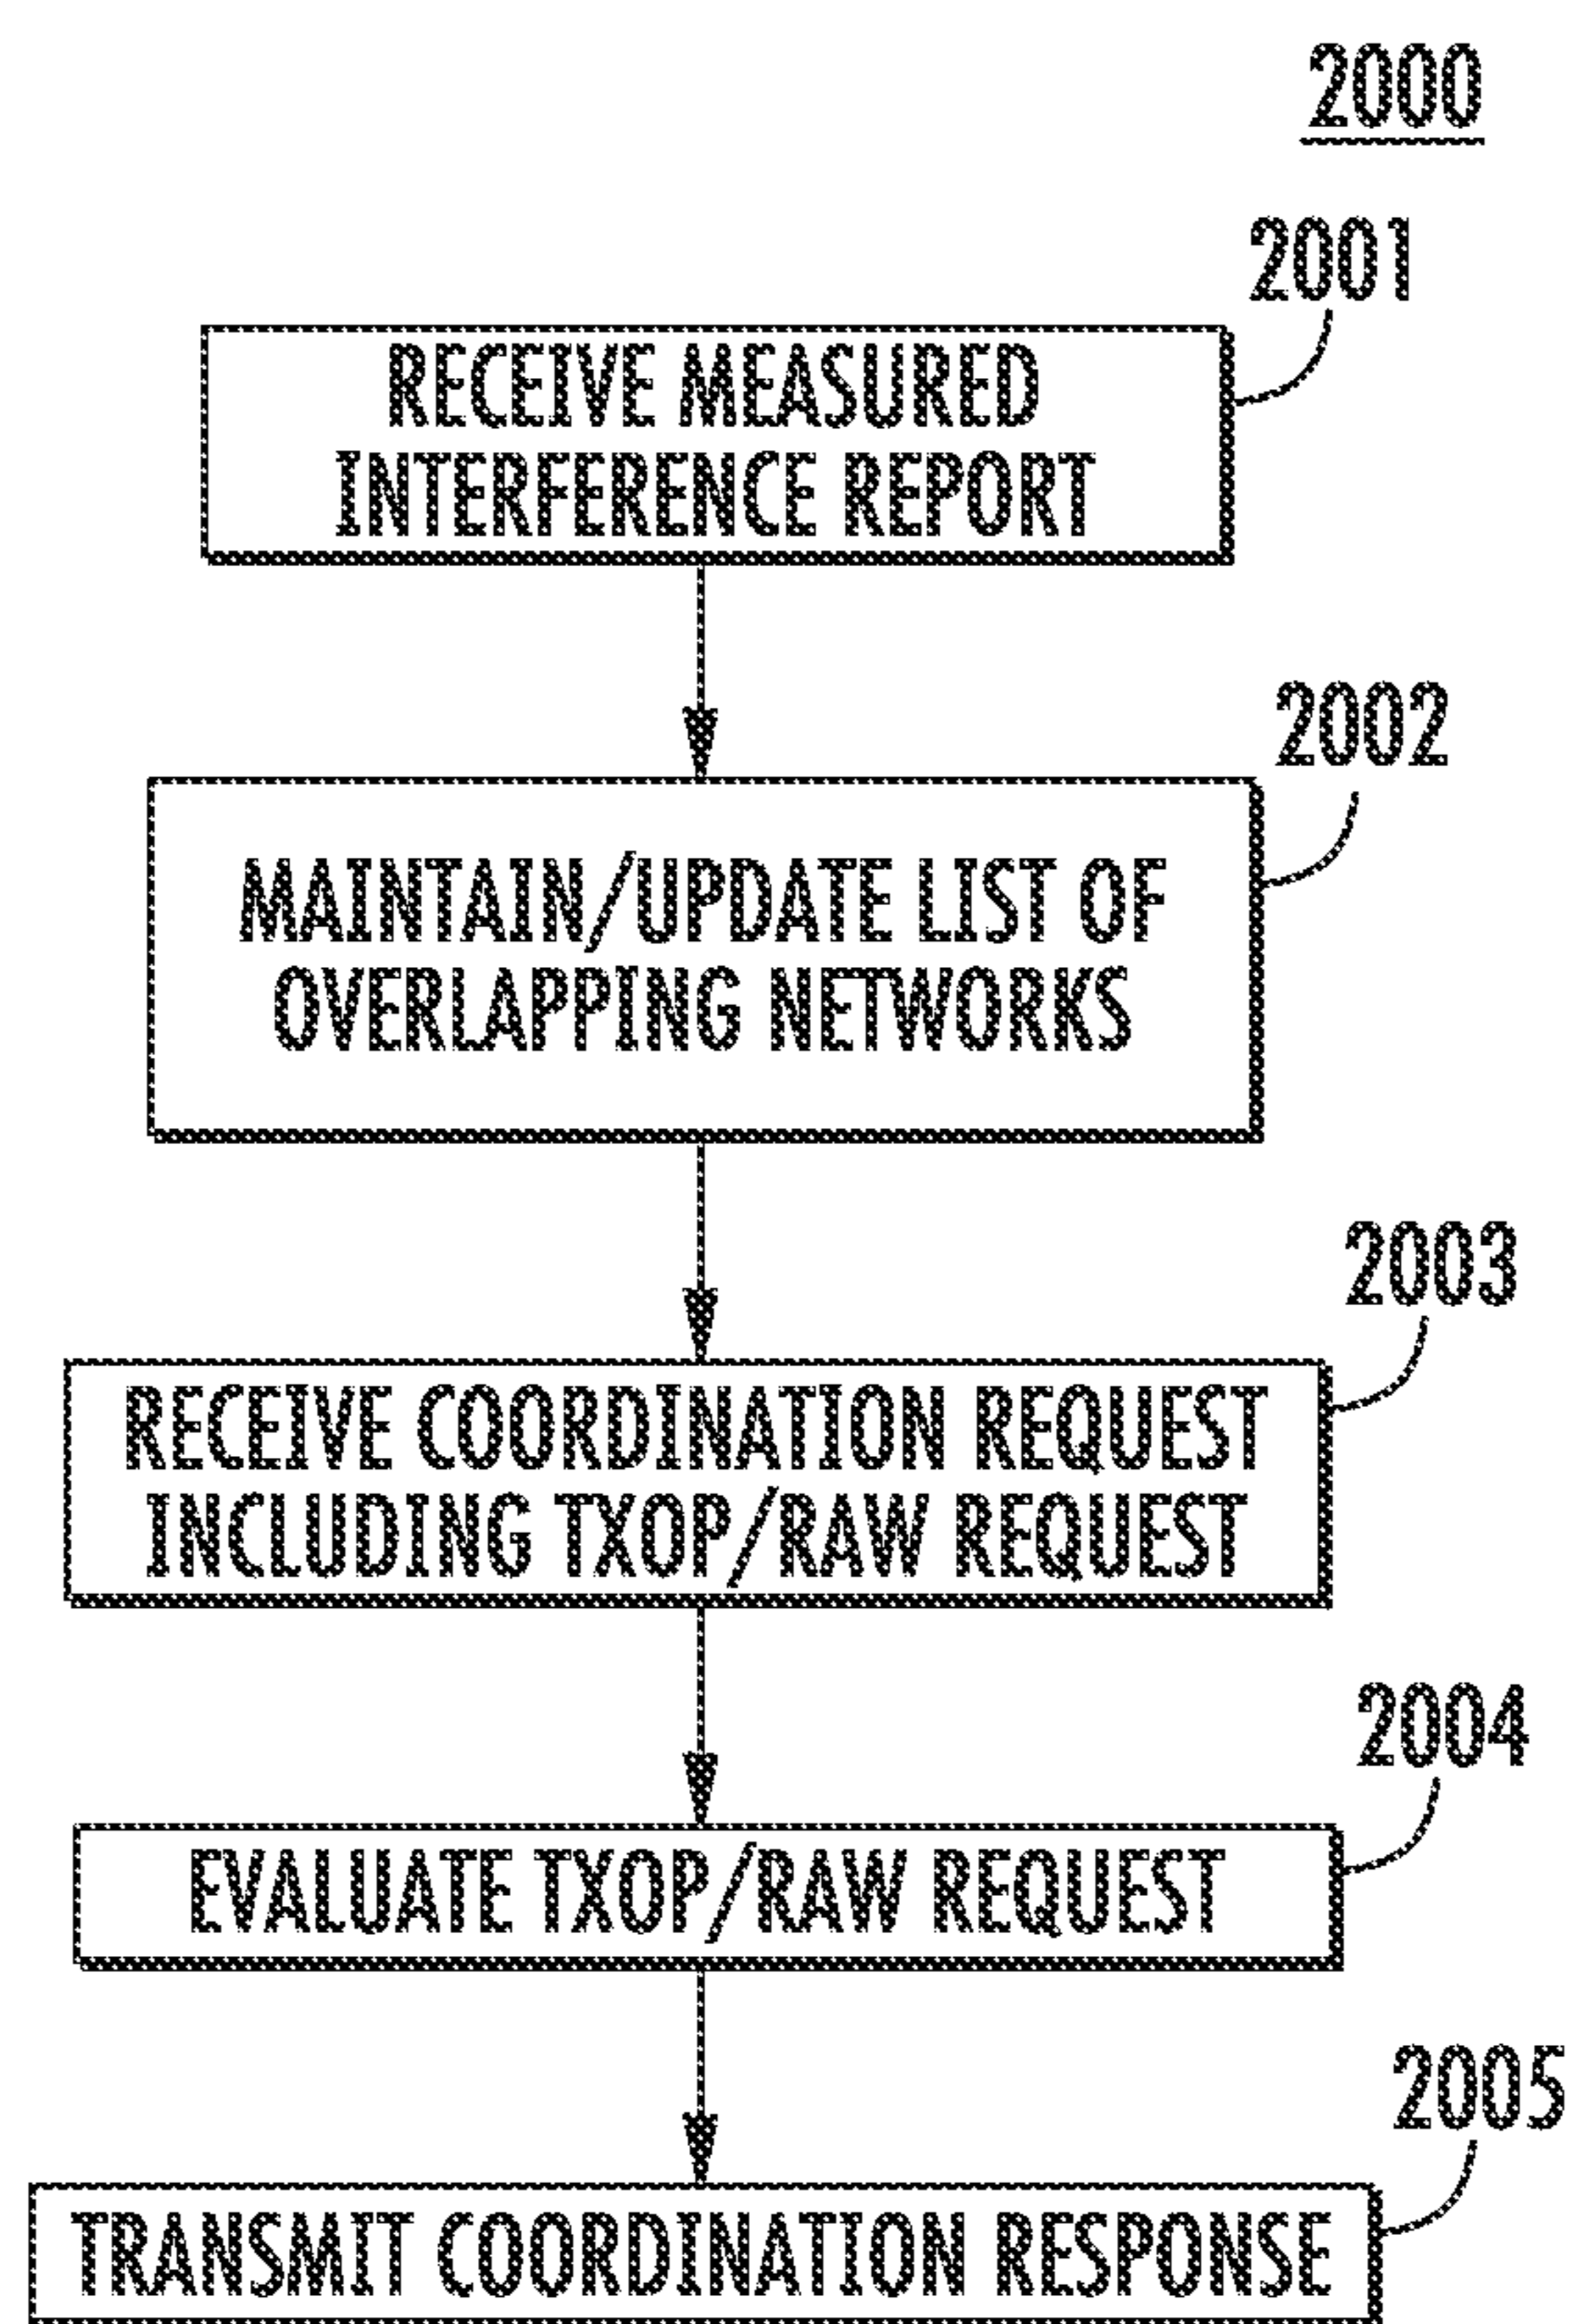 2000
2001
RECEIVE MEASURED
INTERFERENCE REPORT
2002
MAINTAIN/UPDATE LIST OF
OVERLAPPING NETWORKS
2003
RECEIVE COORDINATION REQUEST
INCLUDING TXOP/RAW REQUEST
2004
EVALUATE TXOP/RAW REQUEST
2005
TRANSMIT COORDINATION RESPONSE